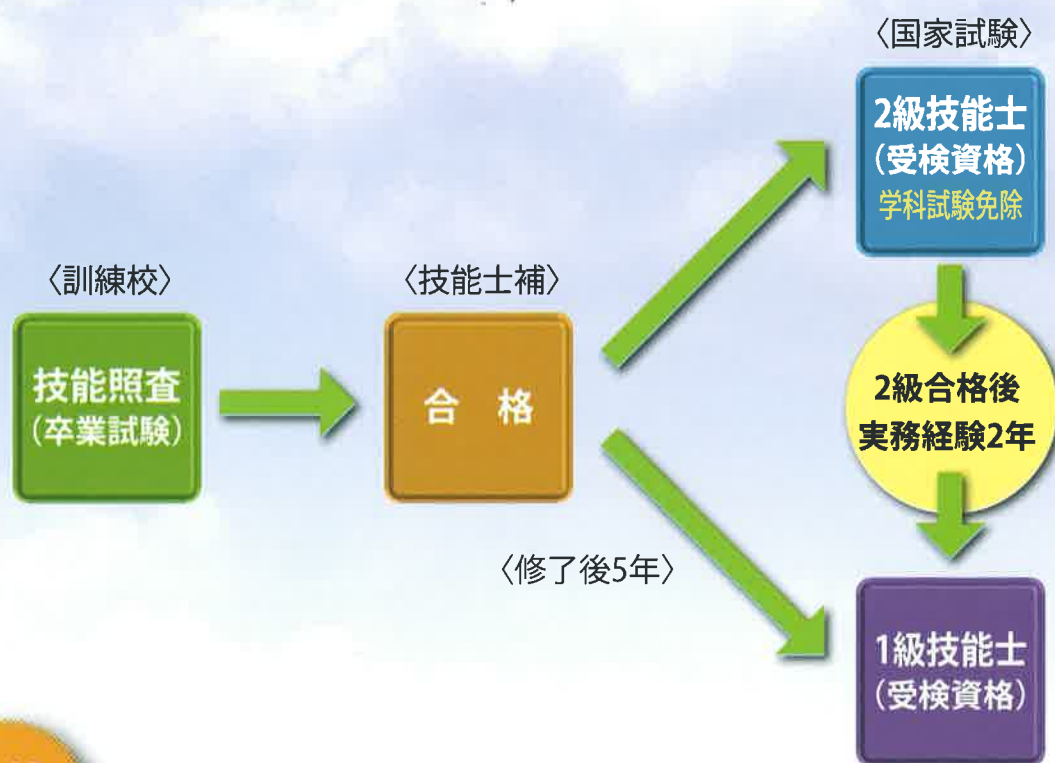 〈国家試験〉
2級技能士
(受検資格)
学科試験免除
〈訓練校〉
技能照査
(卒業試験)
〈技能士補〉
合 格
2級合格後
実務経験2年
〈修了後5年〉
1級技能士
(受検資格)